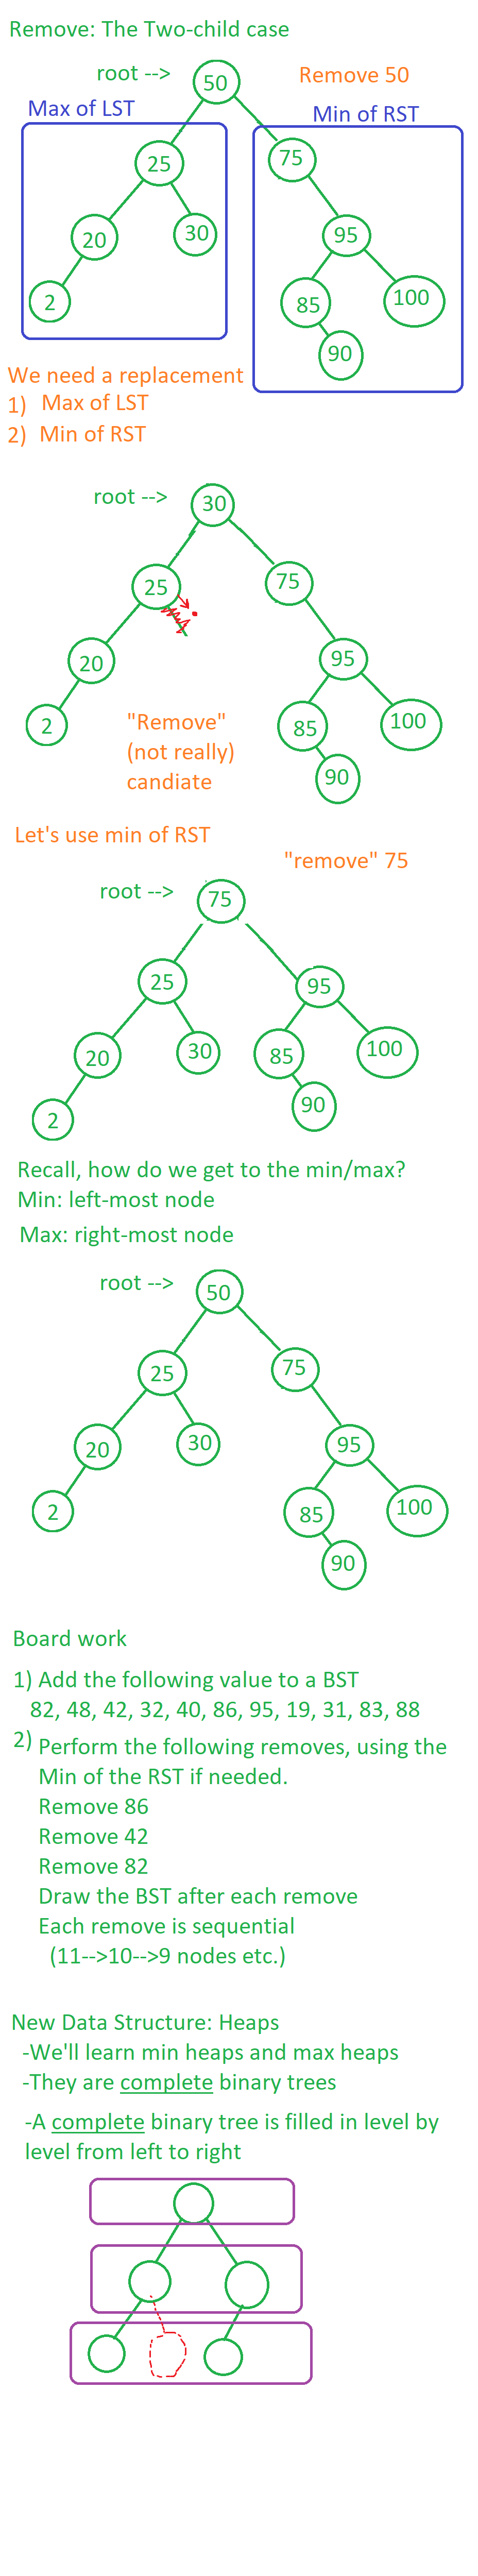 Remove: The Two-child case
root -->
50
Remove 50
Max of LST
Min of RST
25
75
20
30
95
2
85
100
90
We need a replacement
1) Max of LST
2) Min of RST
root -->
30
25
75
20
95
2
85
100
90
"Remove"
(not really)
candiate
Let's use min of RST
"remove" 75
root -->
75
25
95
20
30
85
100
2
90
Recall, how do we get to the min/max?
Min: left-most node
Max: right-most node
root -->
50
25
75
20
30
95
2
85
100
90
Board work
1) Add the following value to a BST
82, 48, 42, 32, 40, 86, 95, 19, 31, 83, 88
2) Perform the following removes, using the
Min of the RST if needed.
Remove 86
Remove 42
Remove 82
Draw the BST after each remove
Each remove is sequential
(11-->10-->9 nodes etc.)
New Data Structure: Heaps
-We'll learn min heaps and max heaps
-They are complete binary trees
-A complete binary tree is filled in level by
level from left to right